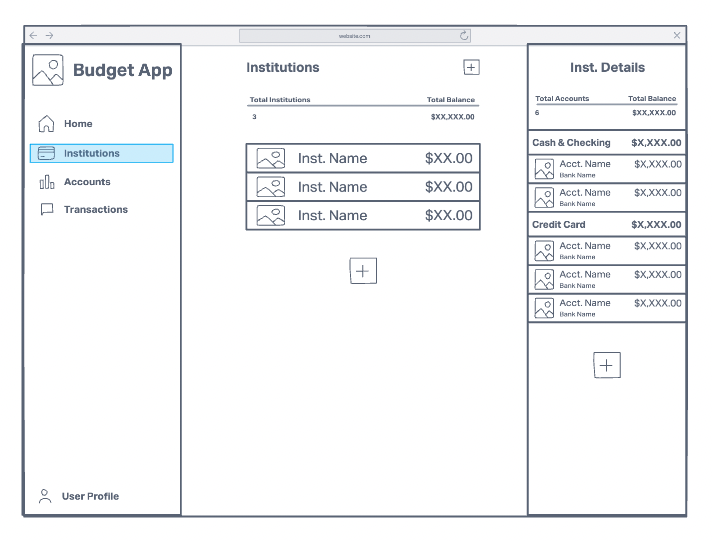 website.com
Budget App
Home
Institutions
Accounts
Transactions
User Profile
Institutions
Total Institutions Total Balance
3 $XX,XXX.00
Inst. Name $XX.00
Inst. Name $XX.00
Inst. Name $XX.00
Inst. Details
Total Accounts Total Balance
6 $XX,XXX.00
Cash & Checking $X,XXX.00
Acct. Name $X,XXX.00
Bank Name
Acct. Name $X,XXX.00
Bank Name
Credit Card $X,XXX.00
Acct. Name $X,XXX.00
Bank Name
Acct. Name $X,XXX.00
Bank Name
Acct. Name $X,XXX.00
Bank Name